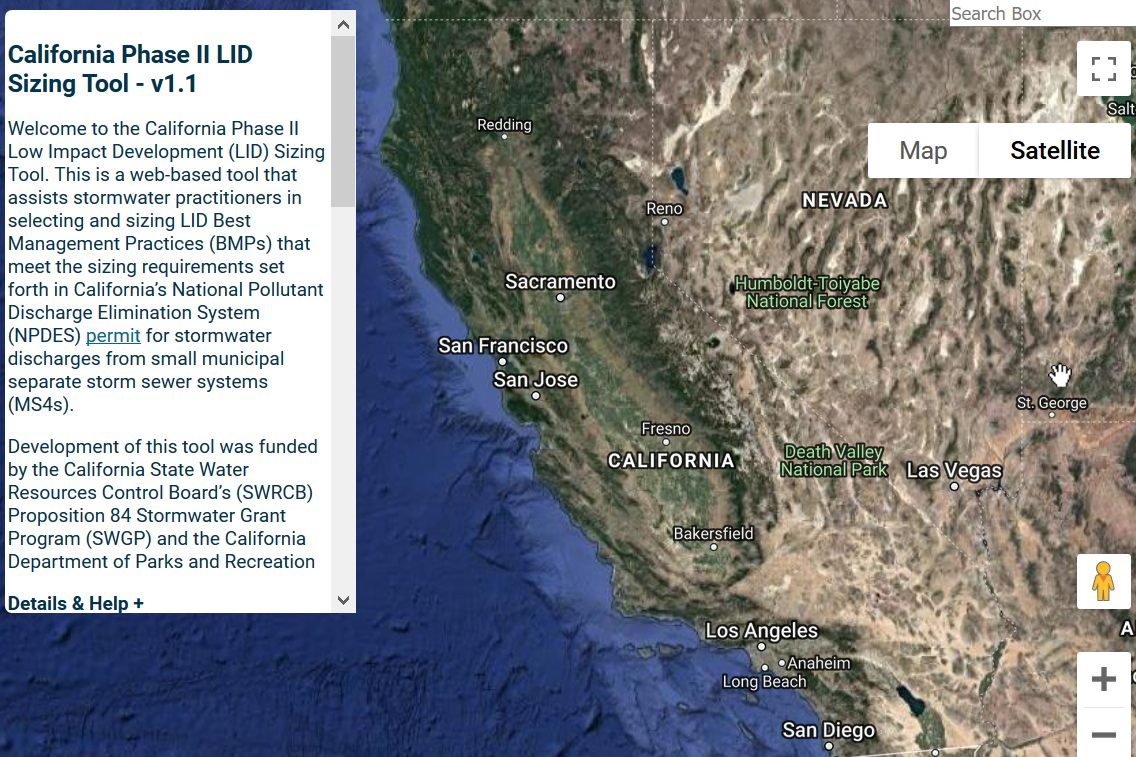 California Phase II LID
Sizing Tool - v1.1
Welcome to the California Phase II
Low Impact Development (LID) Sizing
Tool. This is a web-based tool that
assists stormwater practitioners in
selecting and sizing LID Best
Management Practices (BMPs) that
meet the sizing requirements set
forth in California’s National Pollutant
Discharge Elimination System
(NPDES) permit for stormwater
discharges from small municipal
separate storm sewer systems
(MS4s).
Development of this tool was funded
by the California State Water
Resources Control Board’s (SWRCB)
Proposition 84 Stormwater Grant
Program (SWGP) and the California
Department of Parks and Recreation
Details & Help +
Search Box
Salt
Redding
Map
Satellite
NEVADA
Reno
Sacramento
Humboldt-Toiyabe
National Forest
San Francisco
San Jose
St. George
Fresno
CALIFORNIA
Death Valley
National Park
Las Vegas
Bakersfield
Los Angeles
Anaheim
Long Beach
San Diego